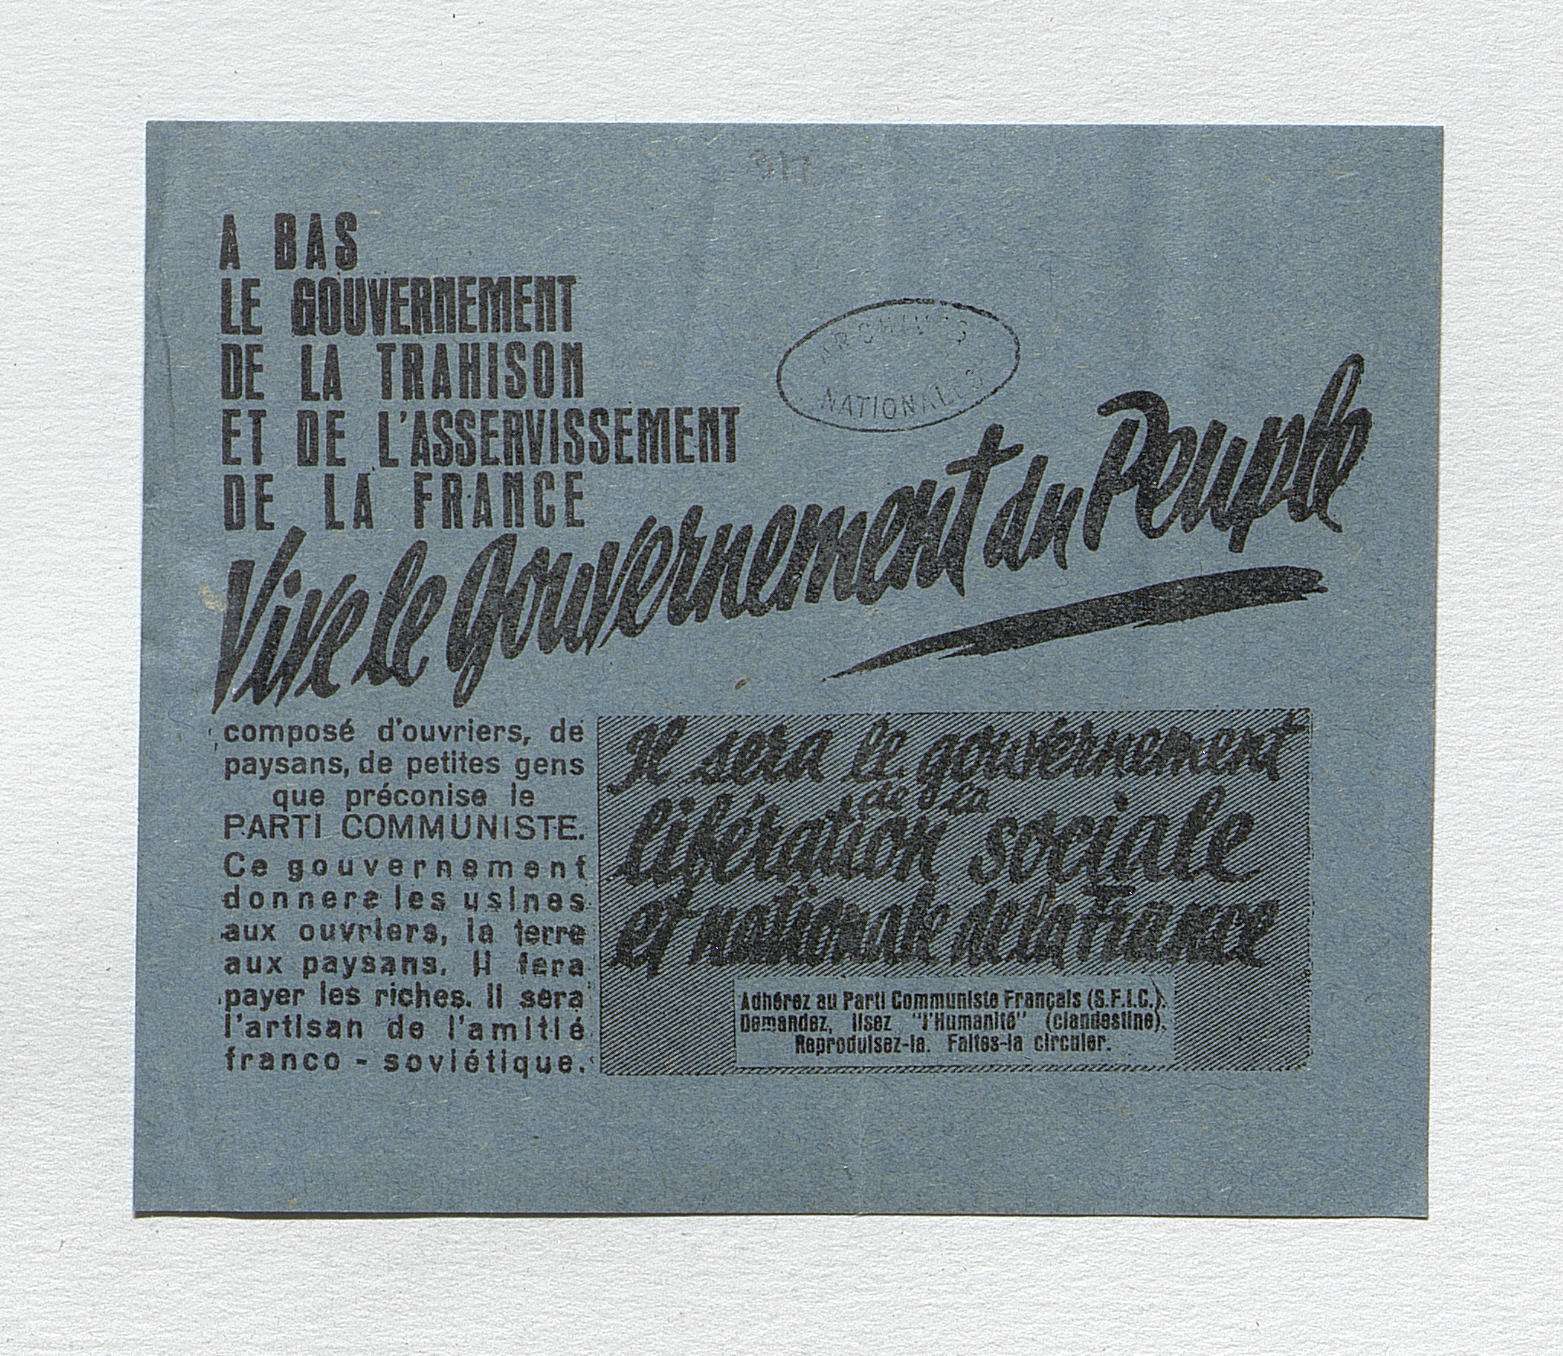 A BAS
LE GOUVERNEMENT
DE LA TRAHISON
ET DE L'ASSERVISSEMENT
DE LA FRANCE
ARCHIVES
NATIONALES
Vive le Gouvernement du Peuple
composé d'ouvriers, de
paysans, de petites gens
que préconise le
PARTI COMMUNISTE.
Ce gouvernement
donnera les usines
aux ouvriers, la terre
aux paysans. Il fera
payer les riches. Il sera
l'artisan de l'amitié
franco - soviétique.
Il sera le gouvernement
de la
libération sociale
et nationale de la France
Adhérez au Parti Communiste Français (S.F.I.C.).
Demandez, lisez "l'Humanité" (clandestine).
Reproduisez-la. Faites-la circuler.